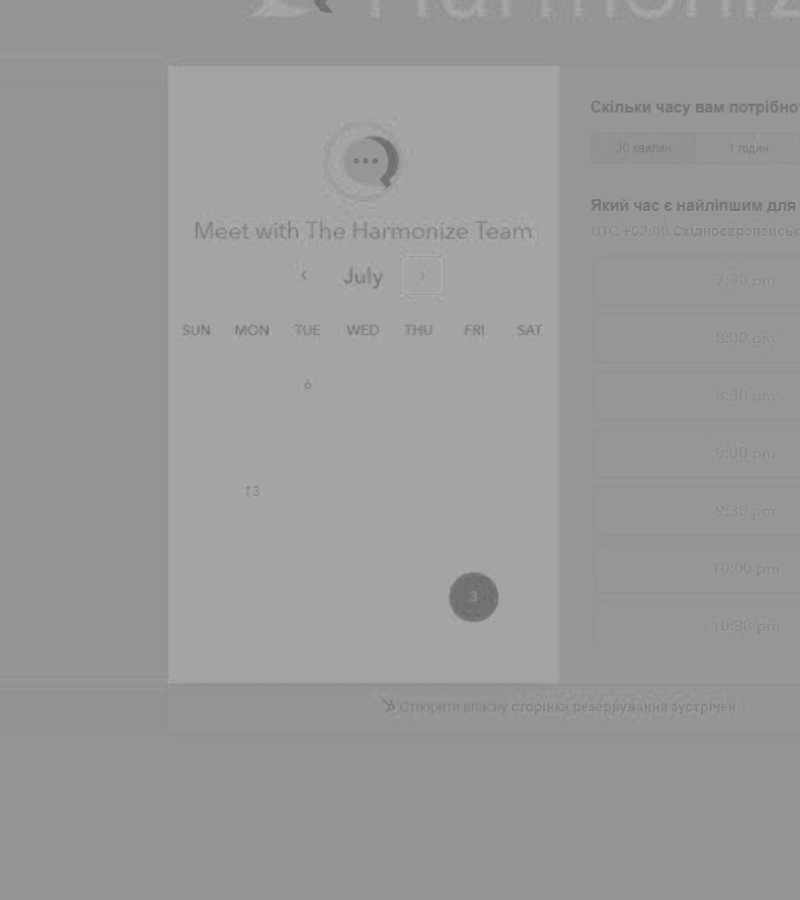 Harmoniz
Meet with The Harmonize Team
July
SUN MON TUE WED THU FRI SAT
6
13
3
Скільки часу вам потрібно
30 хвилин 1 годин
Який час є найліпшим для
UTC +03:00 Східноєвропейськ
7:30 pm
8:00 pm
8:30 pm
9:00 pm
9:30 pm
10:00 pm
10:30 pm
Створити власну сторінка резервування зустрічей